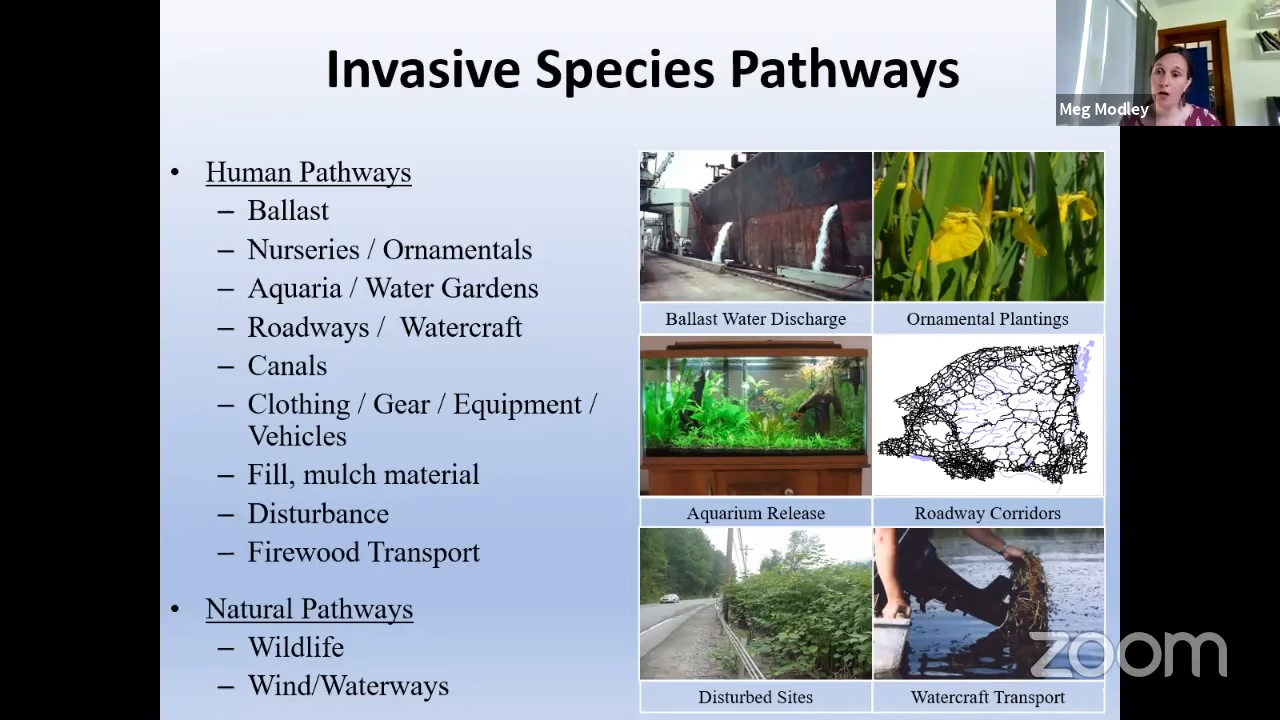 Invasive Species Pathways
Meg Modley
• Human Pathways
– Ballast
– Nurseries / Ornamentals
– Aquaria / Water Gardens
– Roadways / Watercraft
– Canals
– Clothing / Gear / Equipment /
Vehicles
– Fill, mulch material
– Disturbance
– Firewood Transport
• Natural Pathways
– Wildlife
– Wind/Waterways
Ballast Water Discharge
Ornamental Plantings
Aquarium Release
Roadway Corridors
Disturbed Sites
Watercraft Transport
zoom